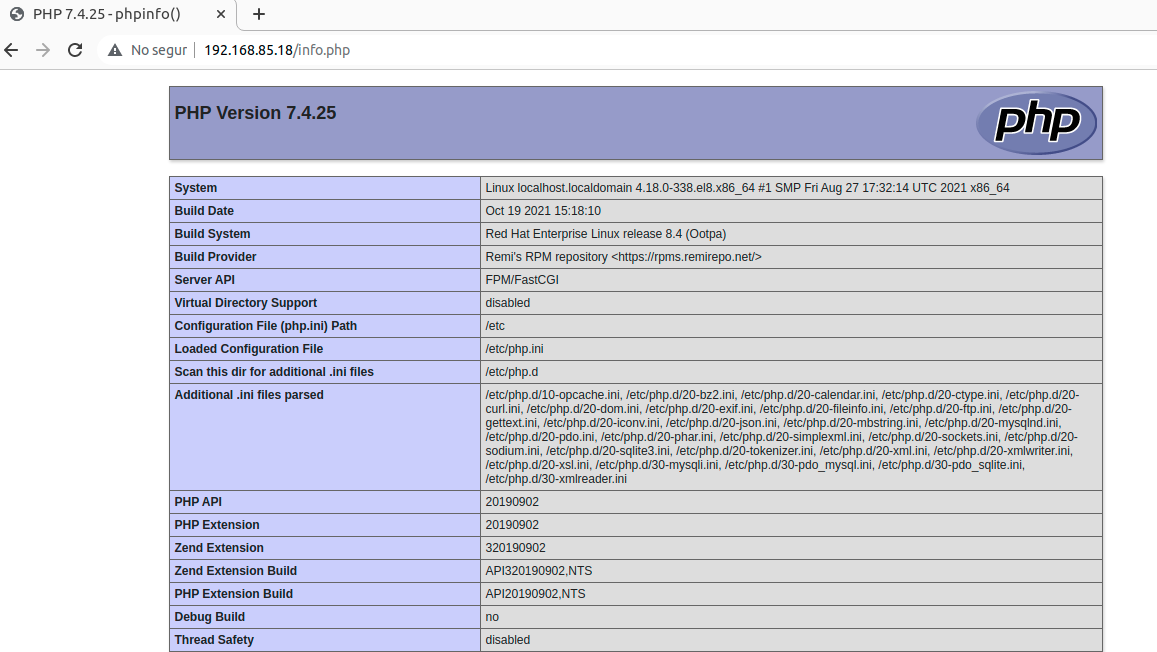 PHP 7.4.25 - phpinfo()
No segur | 192.168.85.18/info.php
PHP Version 7.4.25
php
System Linux localhost.localdomain 4.18.0-338.el8.x86_64 #1 SMP Fri Aug 27 17:32:14 UTC 2021 x86_64
Build Date Oct 19 2021 15:18:10
Build System Red Hat Enterprise Linux release 8.4 (Ootpa)
Build Provider Remi's RPM repository <https://rpms.remirepo.net/>
Server API FPM/FastCGI
Virtual Directory Support disabled
Configuration File (php.ini) Path /etc
Loaded Configuration File /etc/php.ini
Scan this dir for additional .ini files /etc/php.d
Additional .ini files parsed /etc/php.d/10-opcache.ini, /etc/php.d/20-bz2.ini, /etc/php.d/20-calendar.ini, /etc/php.d/20-ctype.ini, /etc/php.d/20-
curl.ini, /etc/php.d/20-dom.ini, /etc/php.d/20-exif.ini, /etc/php.d/20-fileinfo.ini, /etc/php.d/20-ftp.ini, /etc/php.d/20-
gettext.ini, /etc/php.d/20-iconv.ini, /etc/php.d/20-json.ini, /etc/php.d/20-mbstring.ini, /etc/php.d/20-mysqlnd.ini,
/etc/php.d/20-pdo.ini, /etc/php.d/20-phar.ini, /etc/php.d/20-simplexml.ini, /etc/php.d/20-sockets.ini, /etc/php.d/20-
sodium.ini, /etc/php.d/20-sqlite3.ini, /etc/php.d/20-tokenizer.ini, /etc/php.d/20-xml.ini, /etc/php.d/20-xmlwriter.ini,
/etc/php.d/20-xsl.ini, /etc/php.d/30-mysqli.ini, /etc/php.d/30-pdo_mysql.ini, /etc/php.d/30-pdo_sqlite.ini,
/etc/php.d/30-xmlreader.ini
PHP API 20190902
PHP Extension 20190902
Zend Extension 320190902
Zend Extension Build API320190902,NTS
PHP Extension Build API20190902,NTS
Debug Build no
Thread Safety disabled